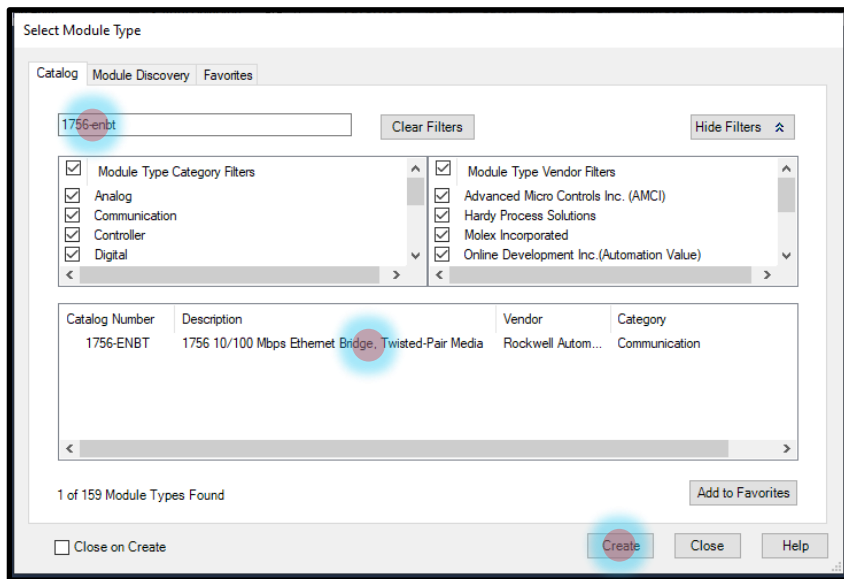 Select Module Type
Catalog Module Discovery Favorites
1756-enbt Clear Filters Hide Filters
Module Type Category Filters Module Type Vendor Filters
Analog Advanced Micro Controls Inc. (AMCI)
Communication Hardy Process Solutions
Controller Molex Incorporated
Digital Online Development Inc.(Automation Value)
Catalog Number Description Vendor Category
1756-ENBT 1756 10/100 Mbps Ethernet Bridge, Twisted-Pair Media Rockwell Autom... Communication
1 of 159 Module Types Found Add to Favorites
Close on Create Create Close Help